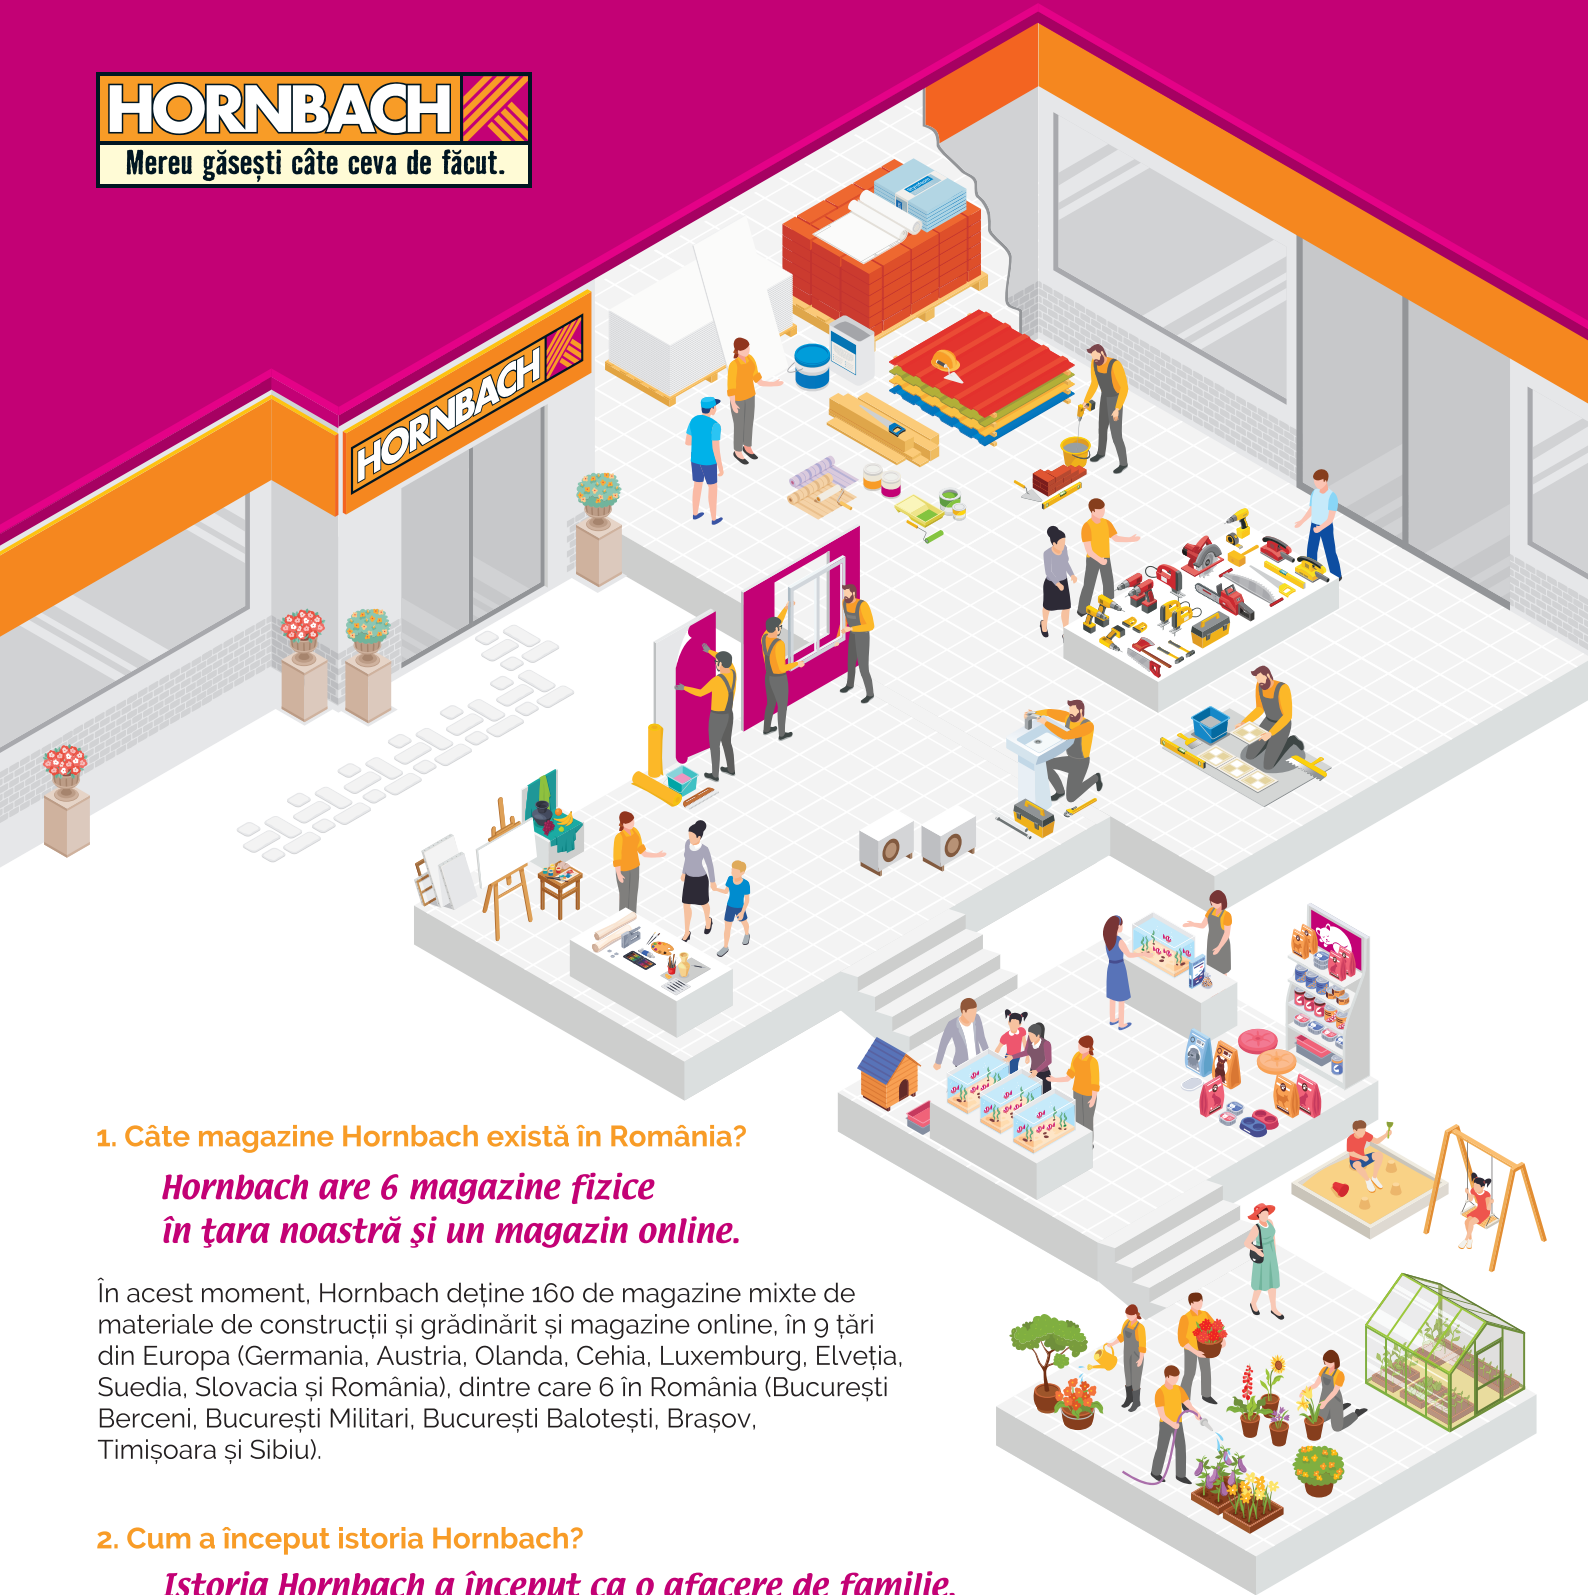 HORNBACH
Mereu găsești câte ceva de făcut.
HORNBACH
1. Câte magazine Hornbach există în România?
Hornbach are 6 magazine fizice
în ţara noastră şi un magazin online.
În acest moment, Hornbach deține 160 de magazine mixte de
materiale de construcții și grădinărit și magazine online, în 9 țări
din Europa (Germania, Austria, Olanda, Cehia, Luxemburg, Elveția,
Suedia, Slovacia și România), dintre care 6 în România (București
Berceni, București Militari, București Balotești, Brașov,
Timișoara și Sibiu).
2. Cum a început istoria Hornbach?
Istoria Hornbach a început ca o afacere de familie,